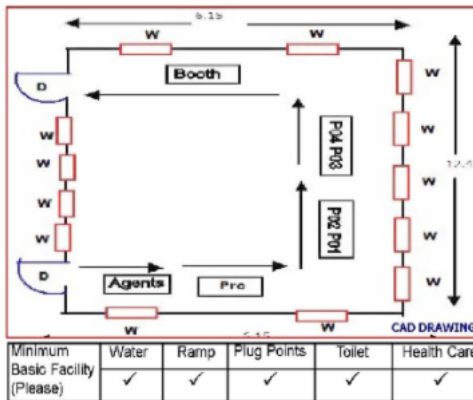 6.15
W W
Booth
D
W
W
W
W
D
P04 P03
P02 P01
W
W
W
W
W
Agents Pro
W W
CAD DRAWING
Minimum Basic Facility (Please) Water Ramp Plug Points Toilet Health Care
✓ ✓ ✓ ✓ ✓